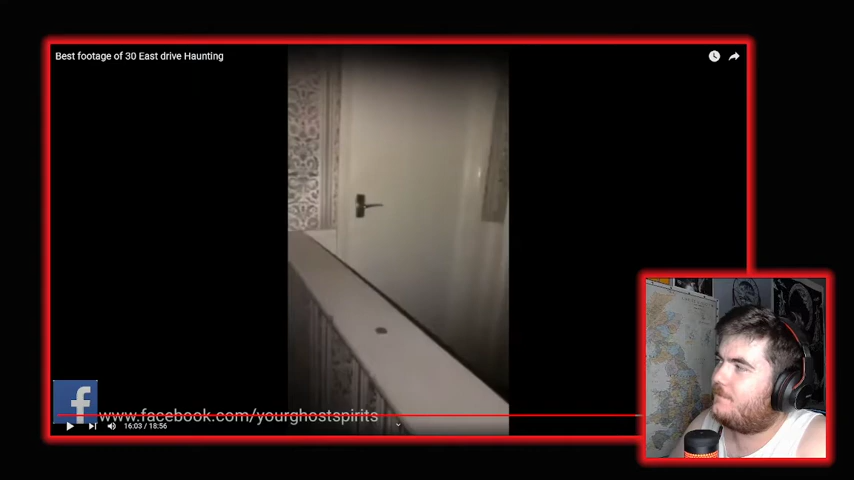 Best footage of 30 East drive Haunting
www.facebook.com/yourghostspirits
16:03 / 18:56